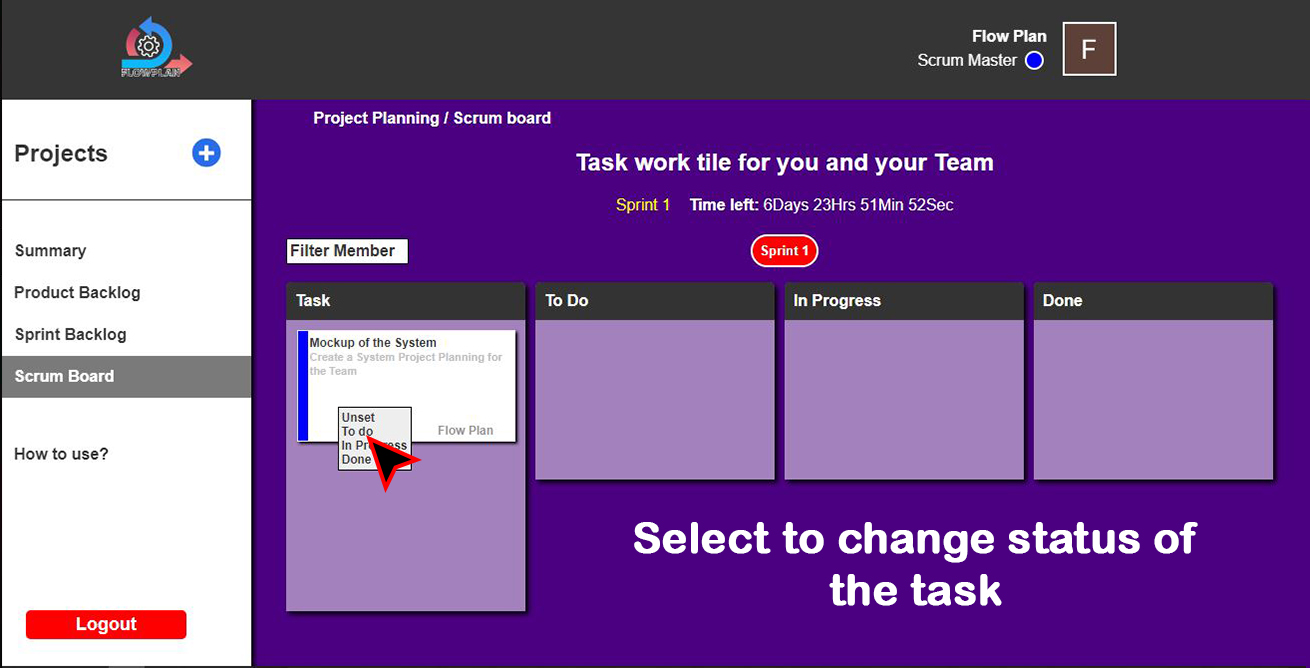 FLOWPLAN
Flow Plan
Scrum Master
F
Projects
Summary
Product Backlog
Sprint Backlog
Scrum Board
How to use?
Logout
Project Planning / Scrum board
Task work tile for you and your Team
Sprint 1 Time left: 6Days 23Hrs 51Min 52Sec
Filter Member
Sprint 1
Task
To Do
In Progress
Done
Mockup of the System
Create a System Project Planning for
the Team
Unset
To do
In Progress
Done
Flow Plan
Select to change status of
the task